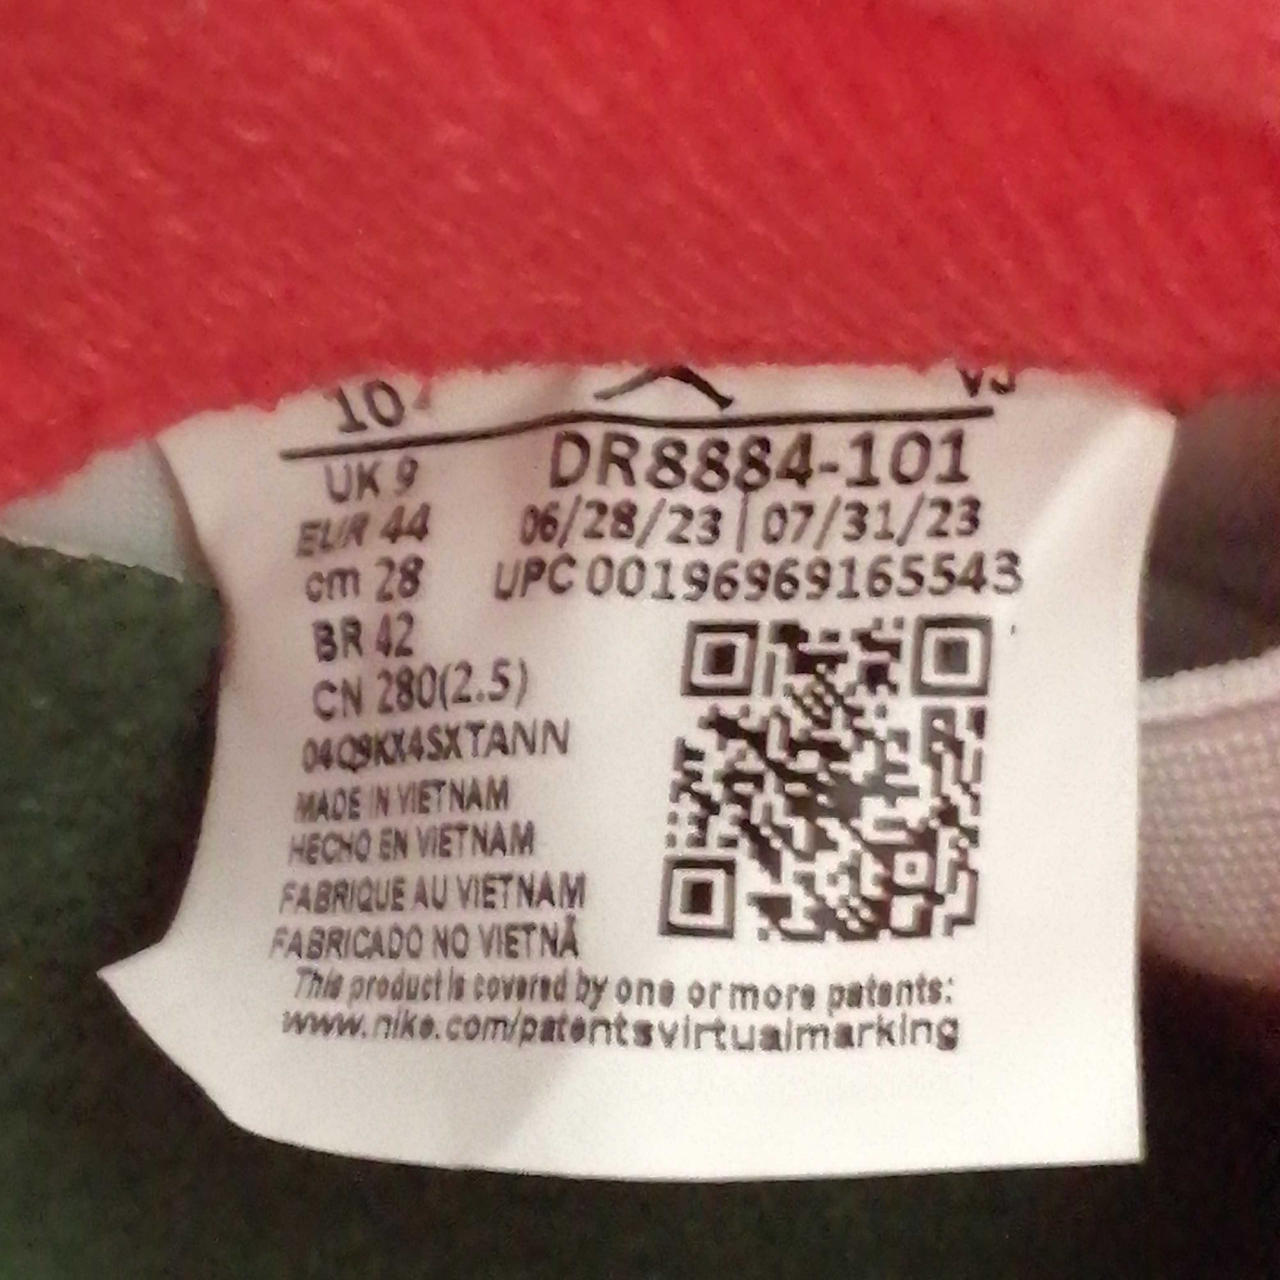 10
UK 9
EUR 44
cm 28
BR 42
CN 280(2.5)
DR8884-101
06/28/23 | 07/31/23
UPC 00196969165543
04Q9KX4SXTANN
MADE IN VIETNAM
HECHO EN VIETNAM
FABRIQUE AU VIETNAM
FABRICADO NO VIETNÃ
This product is covered by one or more patents:
www.nike.com/patentsvirtualmarking